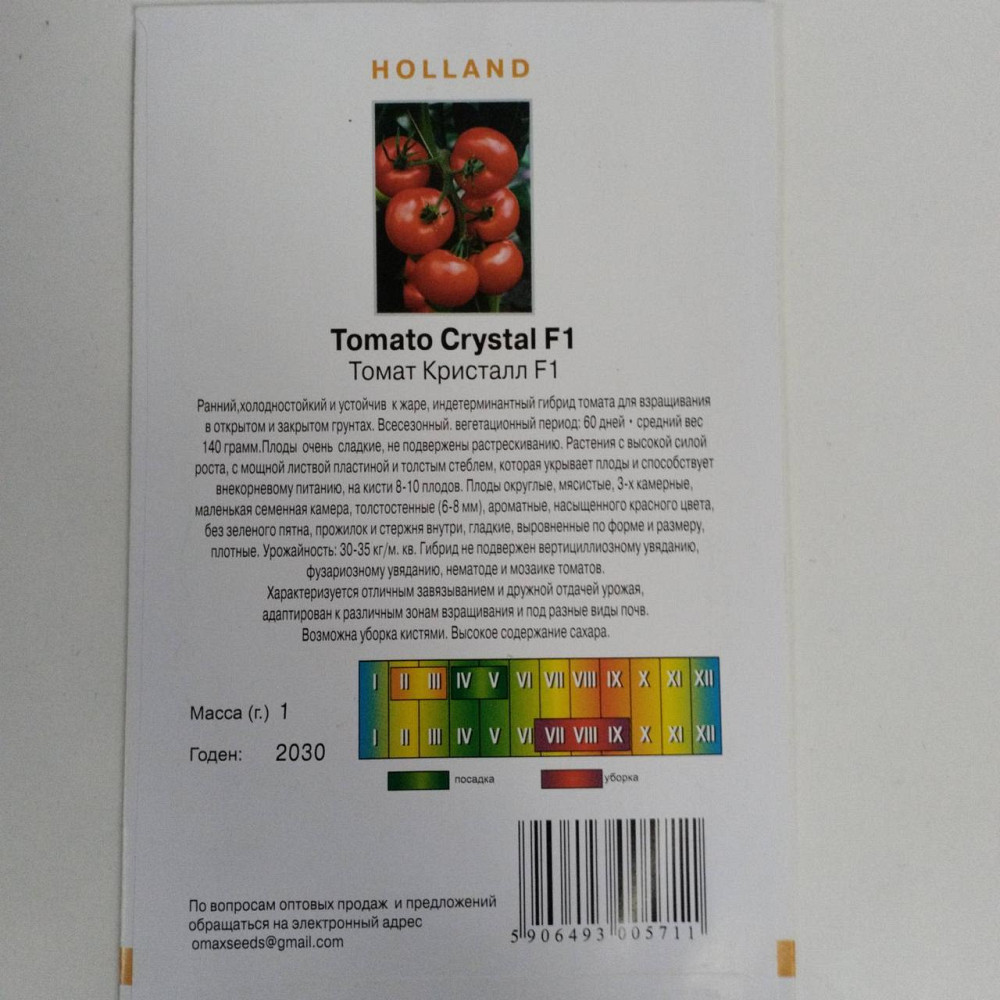 HOLLAND
Tomato Crystal F1
Томат Кристалл F1
Ранний,холодностойкий и устойчив к жаре, индетерминантный гибрид томата для взращивания
в открытом и закрытом грунтах. Всесезонный. вегетационный период: 60 дней • средний вес
140 грамм.Плоды очень сладкие, не подвержены растрескиванию. Растения с высокой силой
роста, с мощной листвой пластиной и толстым стеблем, которая укрывает плоды и способствует
внекорневому питанию, на кисти 8-10 плодов. Плоды округлые, мясистые, 3-х камерные,
маленькая семенная камера, толстостенные (6-8 мм), ароматные, насыщенного красного цвета,
без зеленого пятна, прожилок и стержня внутри, гладкие, выровненные по форме и размеру,
плотные. Урожайность: 30-35 кг/м. кв. Гибрид не подвержен вертициллиозному увяданию,
фузариозному увяданию, нематоде и мозаике томатов.
Характеризуется отличным завязыванием и дружной отдачей урожая,
адаптирован к различным зонам взращивания и под разные виды почв.
Возможна уборка кистями. Высокое содержание сахара.
I II III IV V VI VII VIII IX X XI XII
Масса (г.) 1
I II III IV V VI VII VIII IX X XI XII
Годен: 2030
посадка уборка
По вопросам оптовых продаж и предложений
обращаться на электронный адрес
omaxseeds@gmail.com
5 906493 005711